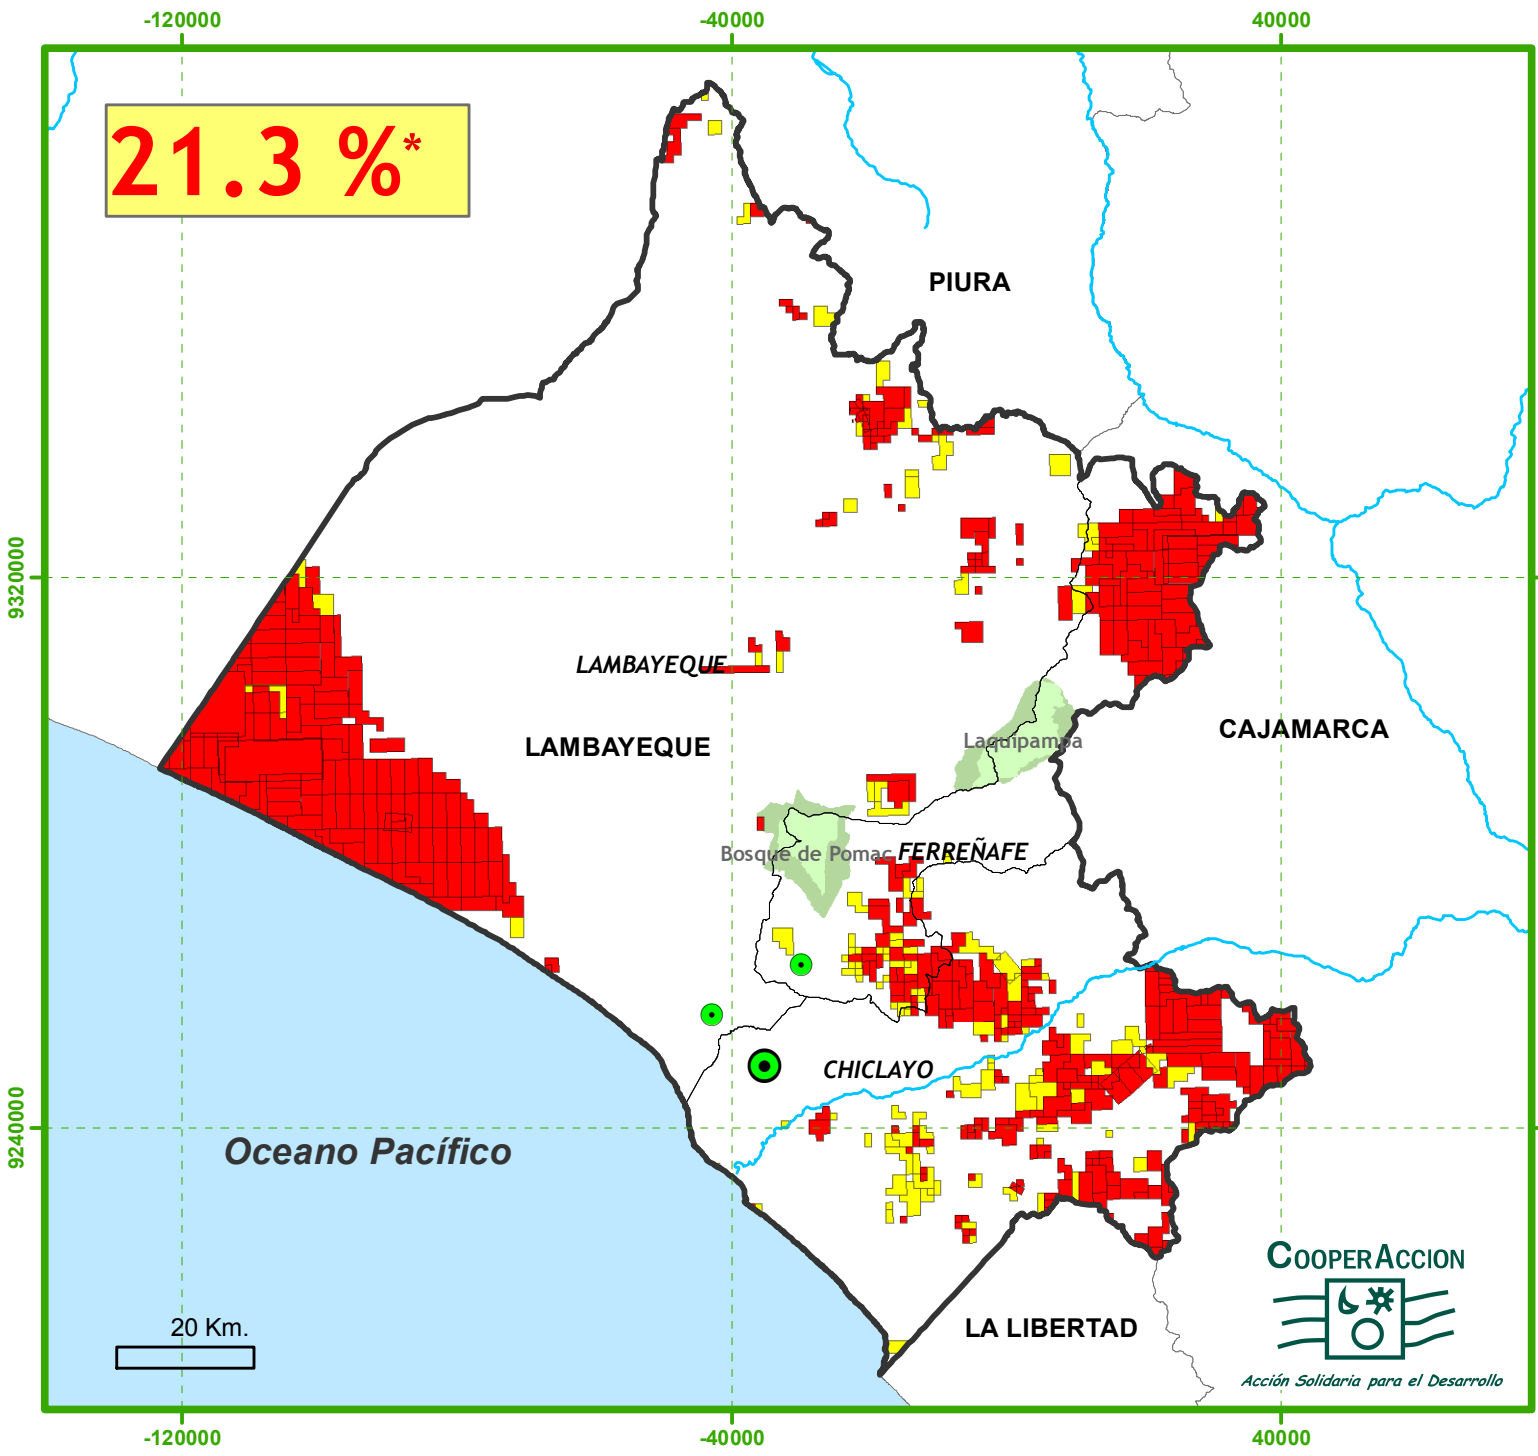 -120000
-40000
40000
21.3 %*
PIURA
9320000
LAMBAYEQUE
LAMBAYEQUE
CAJAMARCA
Laquipampa
Bosque de Pomac
FERREÑAFE
CHICLAYO
9240000
Oceano Pacífico
COOPERACCION
20 Km.
LA LIBERTAD
Acción Solidaria para el Desarrollo
-120000
-40000
40000